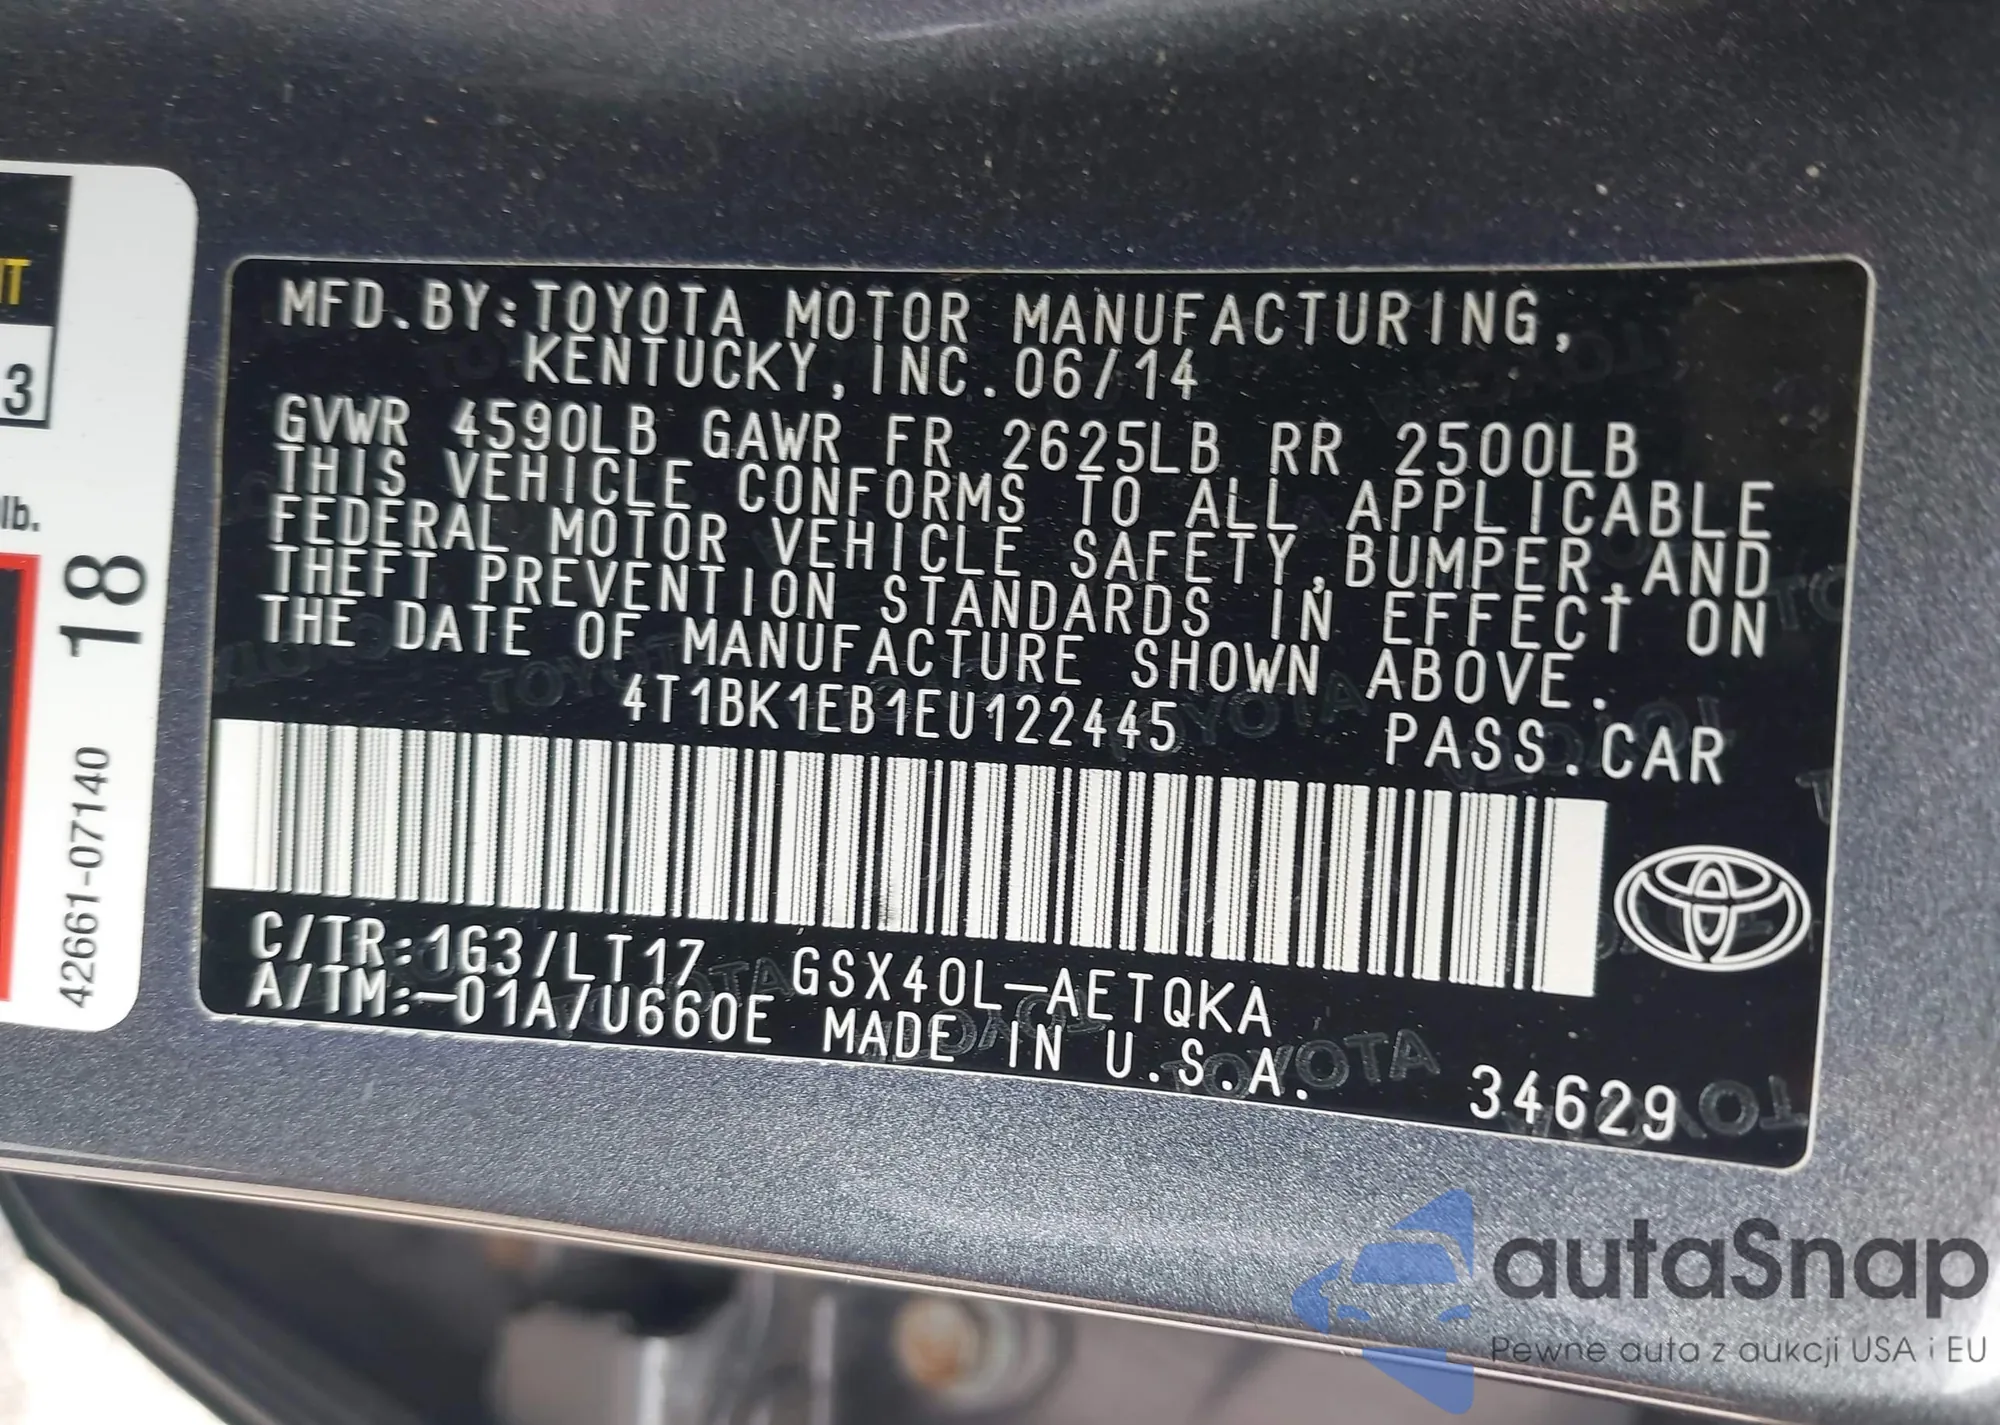 MFD.BY:TOYOTA MOTOR MANUFACTURING,
KENTUCKY,INC.06/14
GVWR 4590LB GAWR FR 2625LB RR 2500LB
THIS VEHICLE CONFORMS TO ALL APPLICABLE
FEDERAL MOTOR VEHICLE SAFETY,BUMPER,AND
THEFT PREVENTION STANDARDS IN EFFECT ON
THE DATE OF MANUFACTURE SHOWN ABOVE.
4T1BK1EB1EU122445 PASS.CAR
C/TR:1G3/LT17 GSX40L-AETQKA
A/TM:-01A/U660E MADE IN U.S.A.
34629
3
lb.
18
42661-07140
autaSnap
Pewne auta z aukcji USA i EU